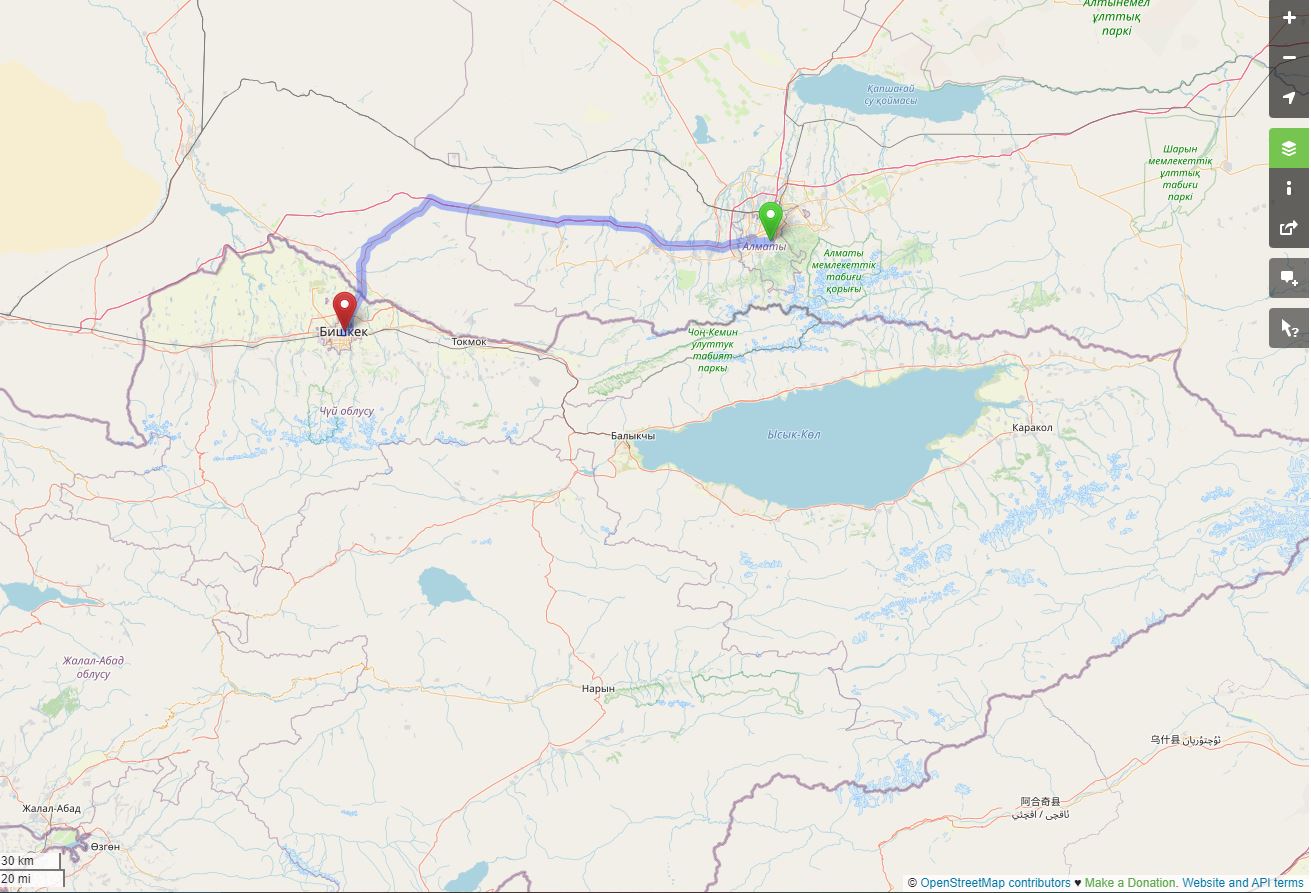 Алтынемел
ұлттық
паркі
Қапшағай
су қоймасы
Шарын
мемлекеттік
ұлттық
табиғи
паркі
Алматы
Алматы
мемлекеттік
табиғи
қорығы
Бишкек
Токмок
Чоң-Кемин
улуттук
табият
паркы
Чүй облусу
Балыкчы
Ысык-Көл
Каракол
Жалал-Абад
облусу
Нарын
乌什县 ئۇچتۇرپان
阿合奇县
ئاقچى / اقچئي
Жалал-Абад
Өзгөн
30 km
20 mi
© OpenStreetMap contributors ♥ Make a Donation. Website and API terms